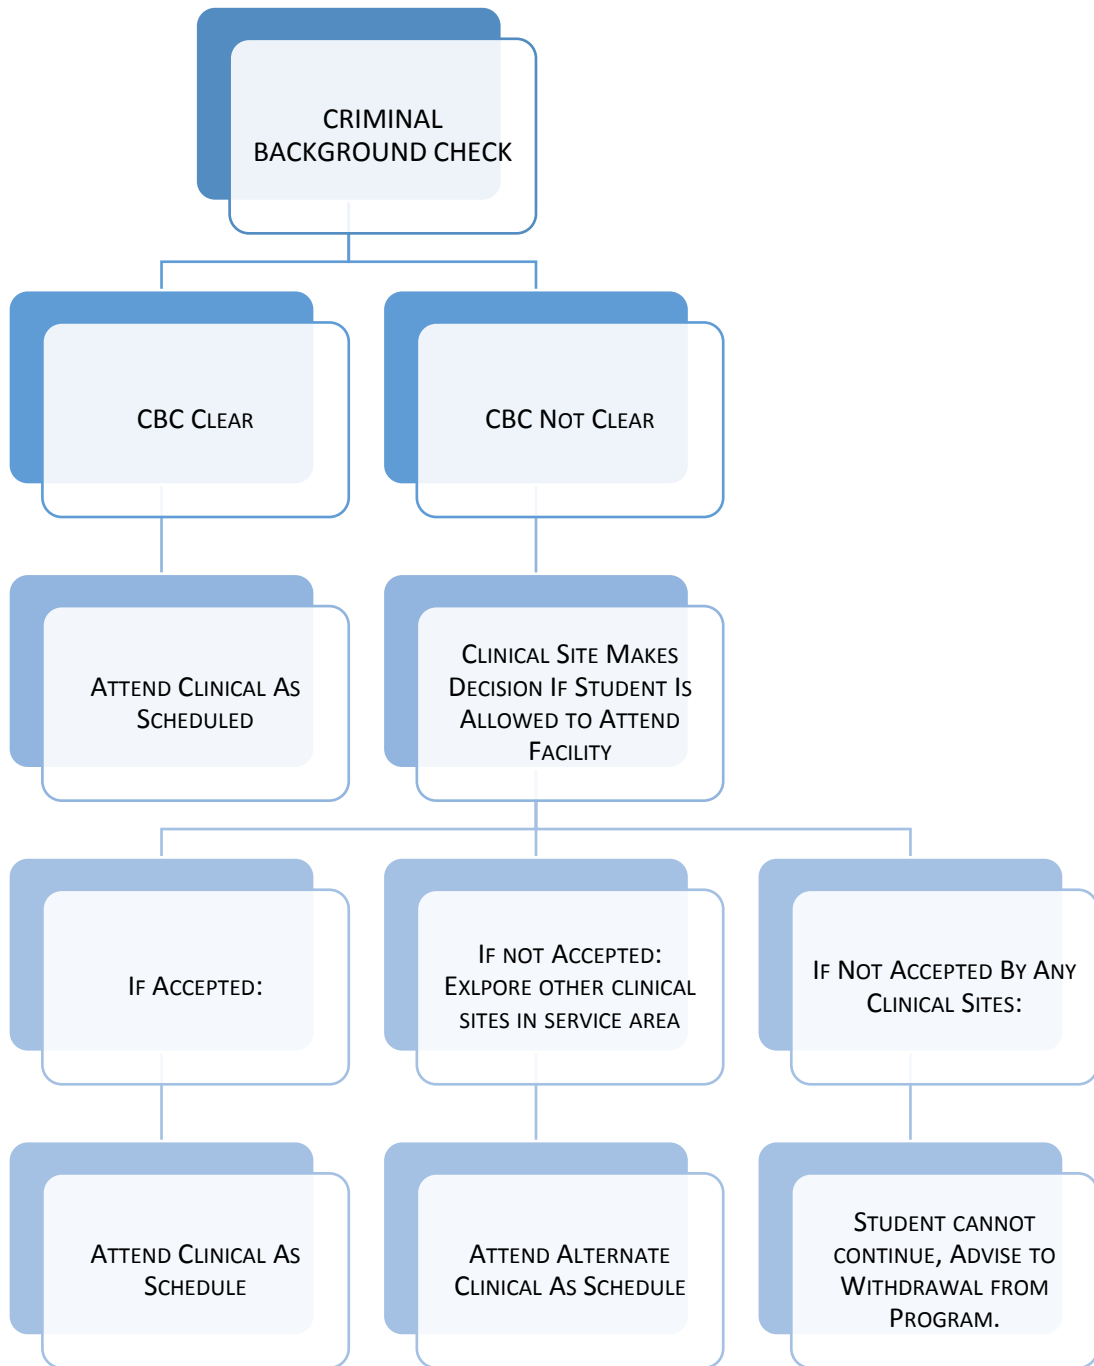 CRIMINAL
BACKGROUND CHECK
CBC CLEAR
CBC NOT CLEAR
ATTEND CLINICAL AS
SCHEDULED
CLINICAL SITE MAKES
DECISION IF STUDENT IS
ALLOWED TO ATTEND
FACILITY
IF ACCEPTED:
IF NOT ACCEPTED:
EXLPORE OTHER CLINICAL
SITES IN SERVICE AREA
IF NOT ACCEPTED BY ANY
CLINICAL SITES:
ATTEND CLINICAL AS
SCHEDULE
ATTEND ALTERNATE
CLINICAL AS SCHEDULE
STUDENT CANNOT
CONTINUE, ADVISE TO
WITHDRAWAL FROM
PROGRAM.